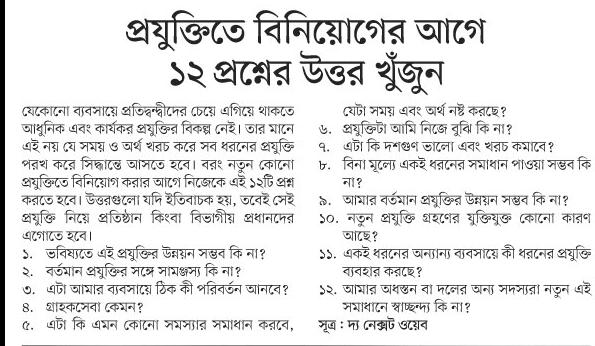 প্রযুক্তিতে বিনিয়োগের আগে
১২ প্রশ্নের উত্তর খুঁজুন
যেকোনো ব্যবসায়ে প্রতিদ্বন্দ্বীদের চেয়ে এগিয়ে থাকতে
আধুনিক এবং কার্যকর প্রযুক্তির বিকল্প নেই। তার মানে
এই নয় যে সময় ও অর্থ খরচ করে সব ধরনের প্রযুক্তি
পরখ করে সিদ্ধান্তে আসতে হবে। বরং নতুন কোনো
প্রযুক্তিতে বিনিয়োগ করার আগে নিজেকে এই ১২টি প্রশ্ন
করতে হবে। উত্তরগুলো যদি ইতিবাচক হয়, তবেই সেই
প্রযুক্তি নিয়ে প্রতিষ্ঠান কিংবা বিভাগীয় প্রধানদের
এগোতে হবে।
১. ভবিষ্যতে এই প্রযুক্তির উন্নয়ন সম্ভব কি না?
২. বর্তমান প্রযুক্তির সঙ্গে সামঞ্জস্য কি না?
৩. এটা আমার ব্যবসায়ে ঠিক কী পরিবর্তন আনবে?
৪. গ্রাহকসেবা কেমন?
৫. এটা কি এমন কোনো সমস্যার সমাধান করবে,
যেটা সময় এবং অর্থ নষ্ট করছে?
৬. প্রযুক্তিটা আমি নিজে বুঝি কি না?
৭. এটা কি দশগুণ ভালো এবং খরচ কমাবে?
৮. বিনা মূল্যে একই ধরনের সমাধান পাওয়া সম্ভব কি
না?
৯. আমার বর্তমান প্রযুক্তির উন্নয়ন সম্ভব কি না?
১০. নতুন প্রযুক্তি গ্রহণের যুক্তিযুক্ত কোনো কারণ
আছে?
১১. একই ধরনের অন্যান্য ব্যবসায়ে কী ধরনের প্রযুক্তি
ব্যবহার করছে?
১২. আমার অধস্তন বা দলের অন্য সদস্যরা নতুন এই
সমাধানে স্বাচ্ছন্দ্য কি না?
সূত্র : দ্য নেক্সট ওয়েব